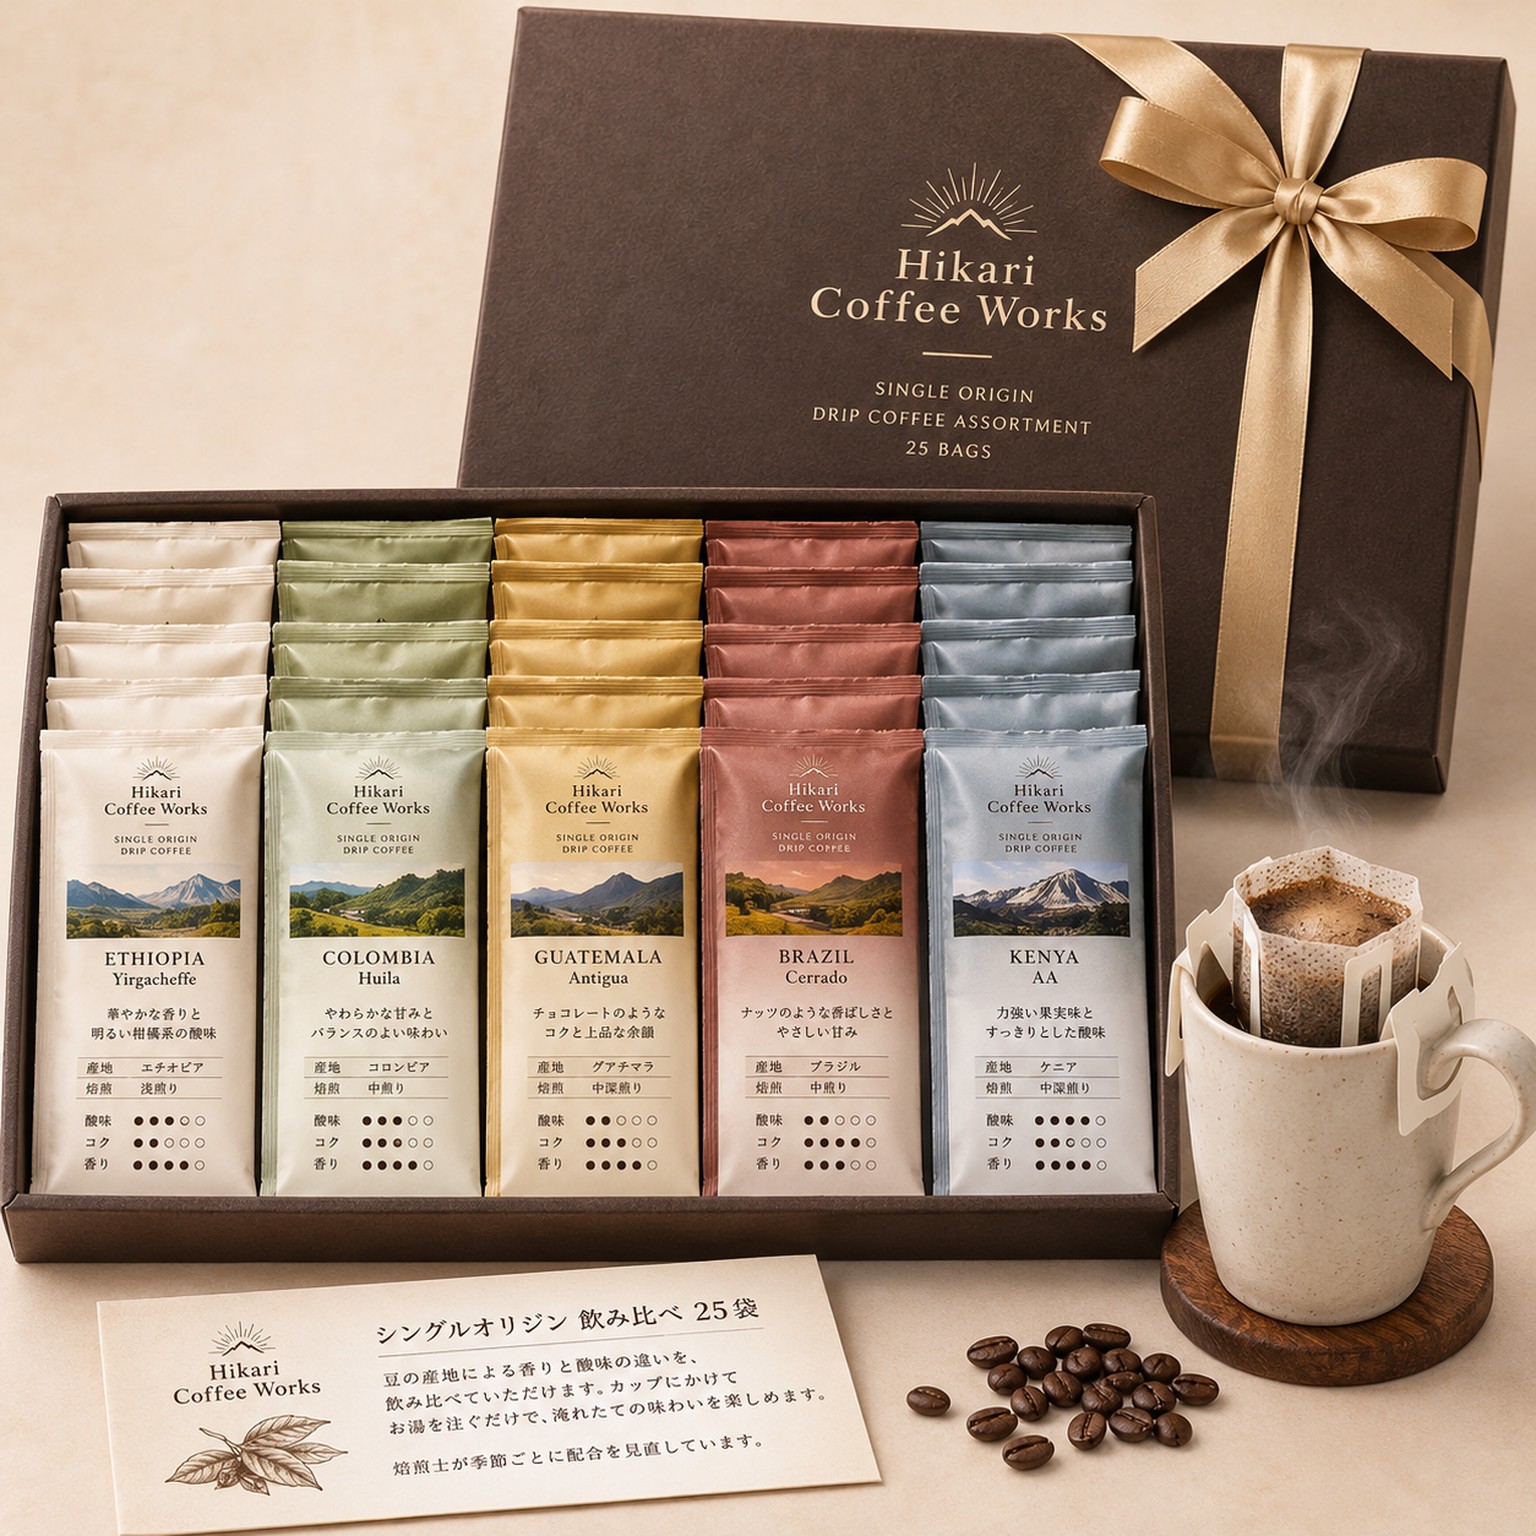 Hikari
Coffee Works
SINGLE ORIGIN
DRIP COFFEE ASSORTMENT
25 BAGS
Hikari
Coffee Works
SINGLE ORIGIN
DRIP COFFEE
ETHIOPIA
Yirgacheffe
華やかな香りと
明るい柑橘系の酸味
産地 エチオピア
焙煎 浅煎り
酸味 ●●●○○
コク ●●○○○
香り ●●●●○
Hikari
Coffee Works
SINGLE ORIGIN
DRIP COFFEE
COLOMBIA
Huila
やわらかな甘みと
バランスのよい味わい
産地 コロンビア
焙煎 中煎り
酸味 ●●●○○
コク ●●●○○
香り ●●●●○
Hikari
Coffee Works
SINGLE ORIGIN
DRIP COFFEE
GUATEMALA
Antigua
チョコレートのような
コクと上品な余韻
産地 グアテマラ
焙煎 中深煎り
酸味 ●●○○○
コク ●●●○○
香り ●●●●○
Hikari
Coffee Works
SINGLE ORIGIN
DRIP COFFEE
BRAZIL
Cerrado
ナッツのような香ばしさと
やさしい甘み
産地 ブラジル
焙煎 中煎り
酸味 ●●○○○
コク ●●●●○
香り ●●●○○
Hikari
Coffee Works
SINGLE ORIGIN
DRIP COFFEE
KENYA
AA
力強い果実味と
すっきりとした酸味
産地 ケニア
焙煎 中深煎り
酸味 ●●●●○
コク ●●○○○
香り ●●●●○
Hikari
Coffee Works
シングルオリジン 飲み比べ 25袋
豆の産地による香りと酸味の違いを、
飲み比べていただけます。カップにかけて
お湯を注ぐだけで、淹れたての味わいを楽しめます。
焙煎士が季節ごとに配合を見直しています。